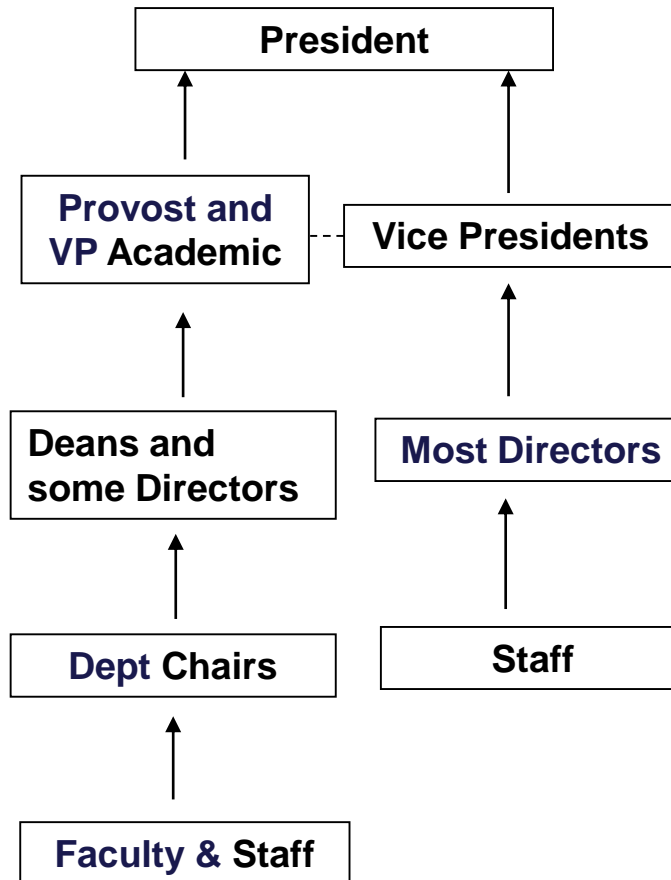 President
Provost and
VP Academic
Vice Presidents
Deans and
some Directors
Most Directors
Dept Chairs
Staff
Faculty & Staff